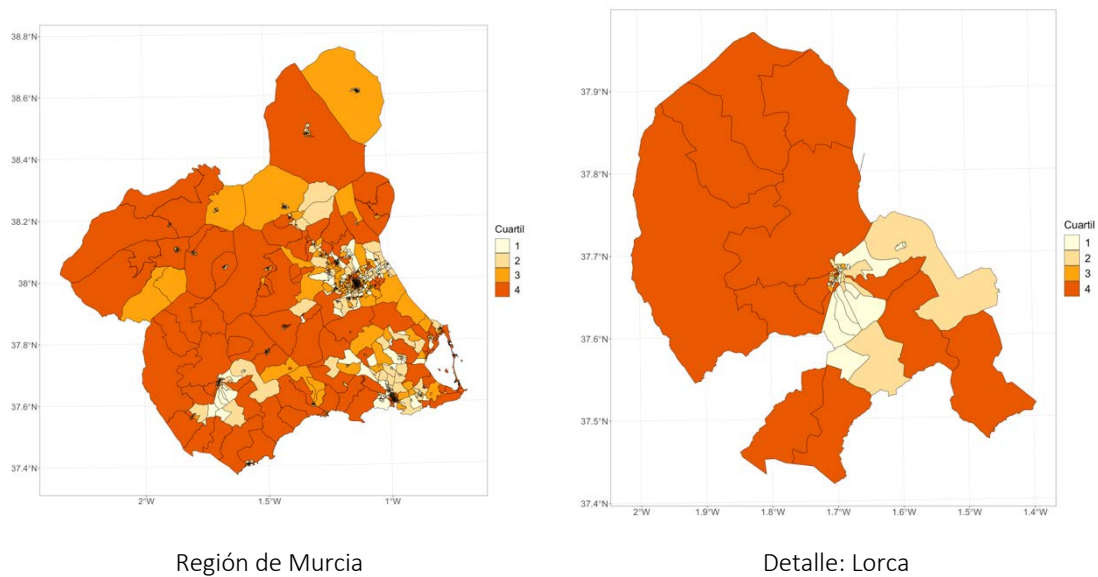 38.8°N
38.6°N
38.4°N
38.2°N
38°N
37.8°N
37.6°N
37.4°N
2°W
1.5°W
1°W
Cuartil
1
2
3
4
37.9°N
37.8°N
37.7°N
37.6°N
37.5°N
37.4°N
2°W
1.9°W
1.8°W
1.7°W
1.6°W
1.5°W
1.4°W
Cuartil
1
2
3
4
Región de Murcia
Detalle: Lorca